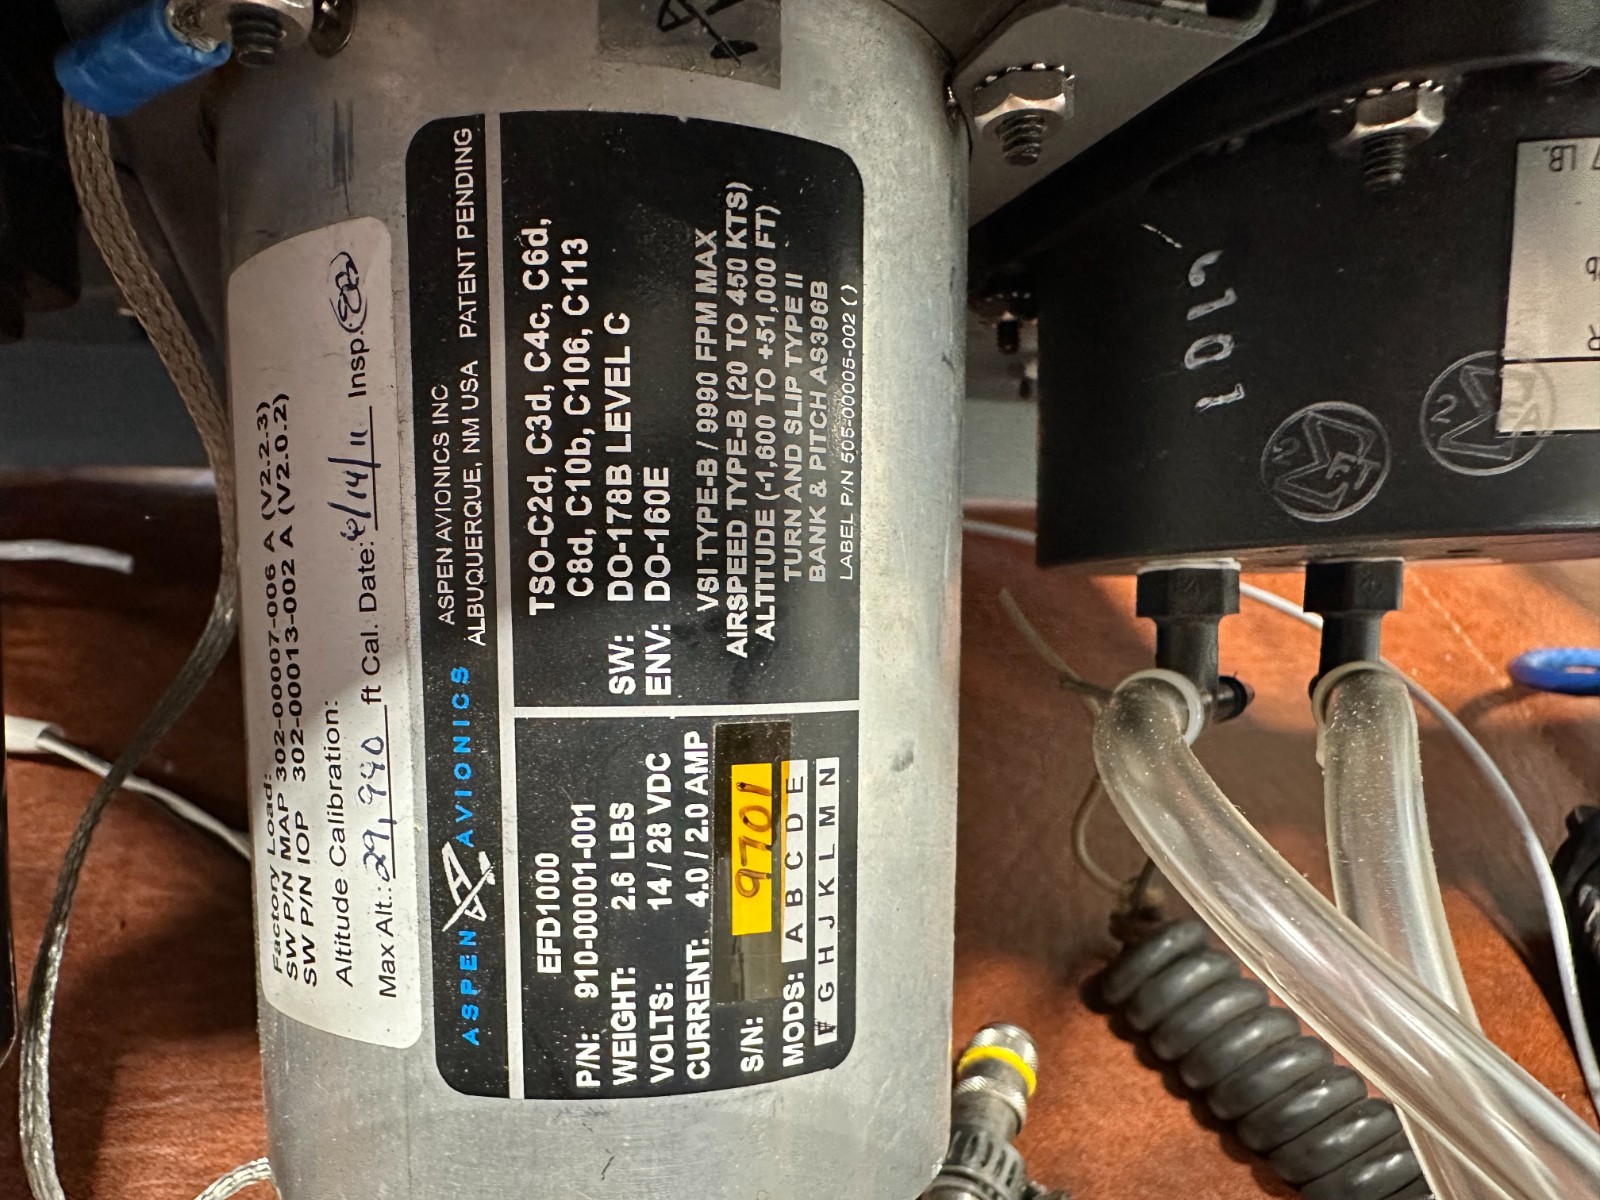 Factory Load:
SW P/N MAP 302-00007-006 A (V2.2.3)
SW P/N IOP 302-00013-002 A (V2.0.2)
Altitude Calibration:
Max Alt.: 29,990 ft Cal. Date: 6/14/11 Insp.
ASPEN AVIONICS
ASPEN AVIONICS INC
ALBUQUERQUE, NM USA PATENT PENDING
EFD1000
P/N: 910-00001-001
WEIGHT: 2.6 LBS
VOLTS: 14 / 28 VDC
CURRENT: 4.0 / 2.0 AMP
S/N: 9701
MODS: A B C D E
F G H J K L M N
TSO-C2d, C3d, C4c, C6d,
C8d, C10b, C106, C113
SW: DO-178B LEVEL C
ENV: DO-160E
VSI TYPE-B / 9990 FPM MAX
AIRSPEED TYPE-B (20 TO 450 KTS)
ALTITUDE (-1,600 TO +51,000 FT)
TURN AND SLIP TYPE II
BANK & PITCH AS396B
LABEL P/N 505-00005-002 ( )
9701
7 LB.